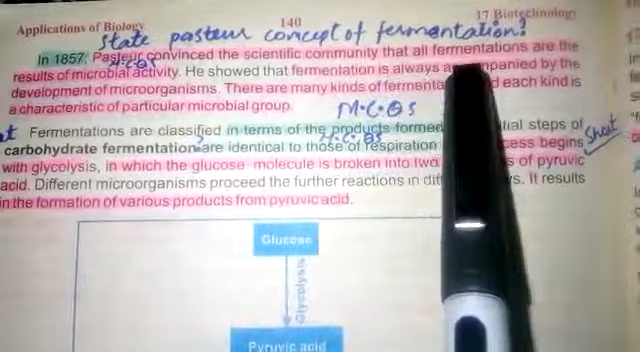 Applications of Biology 140 17 Biotechnology
State pasteur concept of fermentation?
In 1857, Pasteur convinced the scientific community that all fermentations are the
results of microbial activity. He showed that fermentation is always by the
development of microorganisms. There are many kinds of each kind is
a characteristic of particular microbial group.
M.C.Qs
Fermentations are classified in terms of the products formed steps of
carbohydrate fermentation are identical to those of respiration begins
Short
with glycolysis, in which the glucose molecule is broken into two of pyruvic
acid. Different microorganisms proceed the further reactions in It results
in the formation of various products from pyruvic acid.
Glucose
Glycolysis
Pyruvic acid